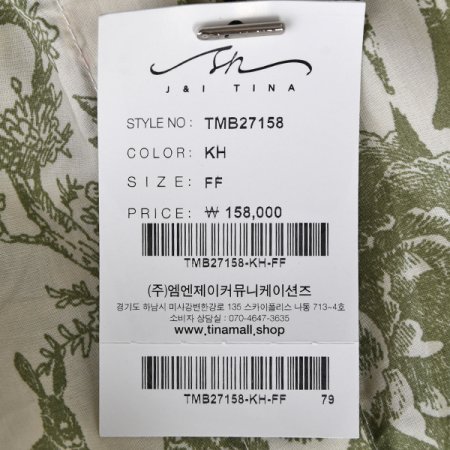 J & I TINA
STYLE NO : TMB27158
COLOR: KH
SIZE: FF
PRICE: ₩ 158,000
TMB27158-KH-FF
(주)엠엔제이커뮤니케이션즈
경기도 하남시 미사강변한강로 135 스카이폴리스 나동 713~4호
소비자 상담실 : 070-4647-3635
www.tinamall.shop
TMB27158-KH-FF 79